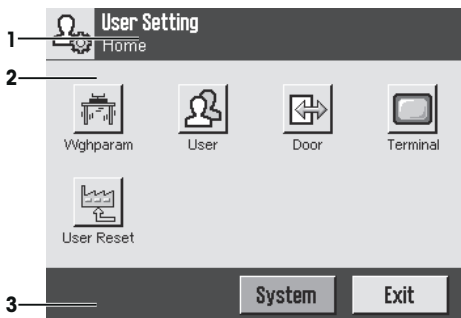 User Setting
1
Home
2
Wghparam User Door Terminal
User Reset
3
System Exit